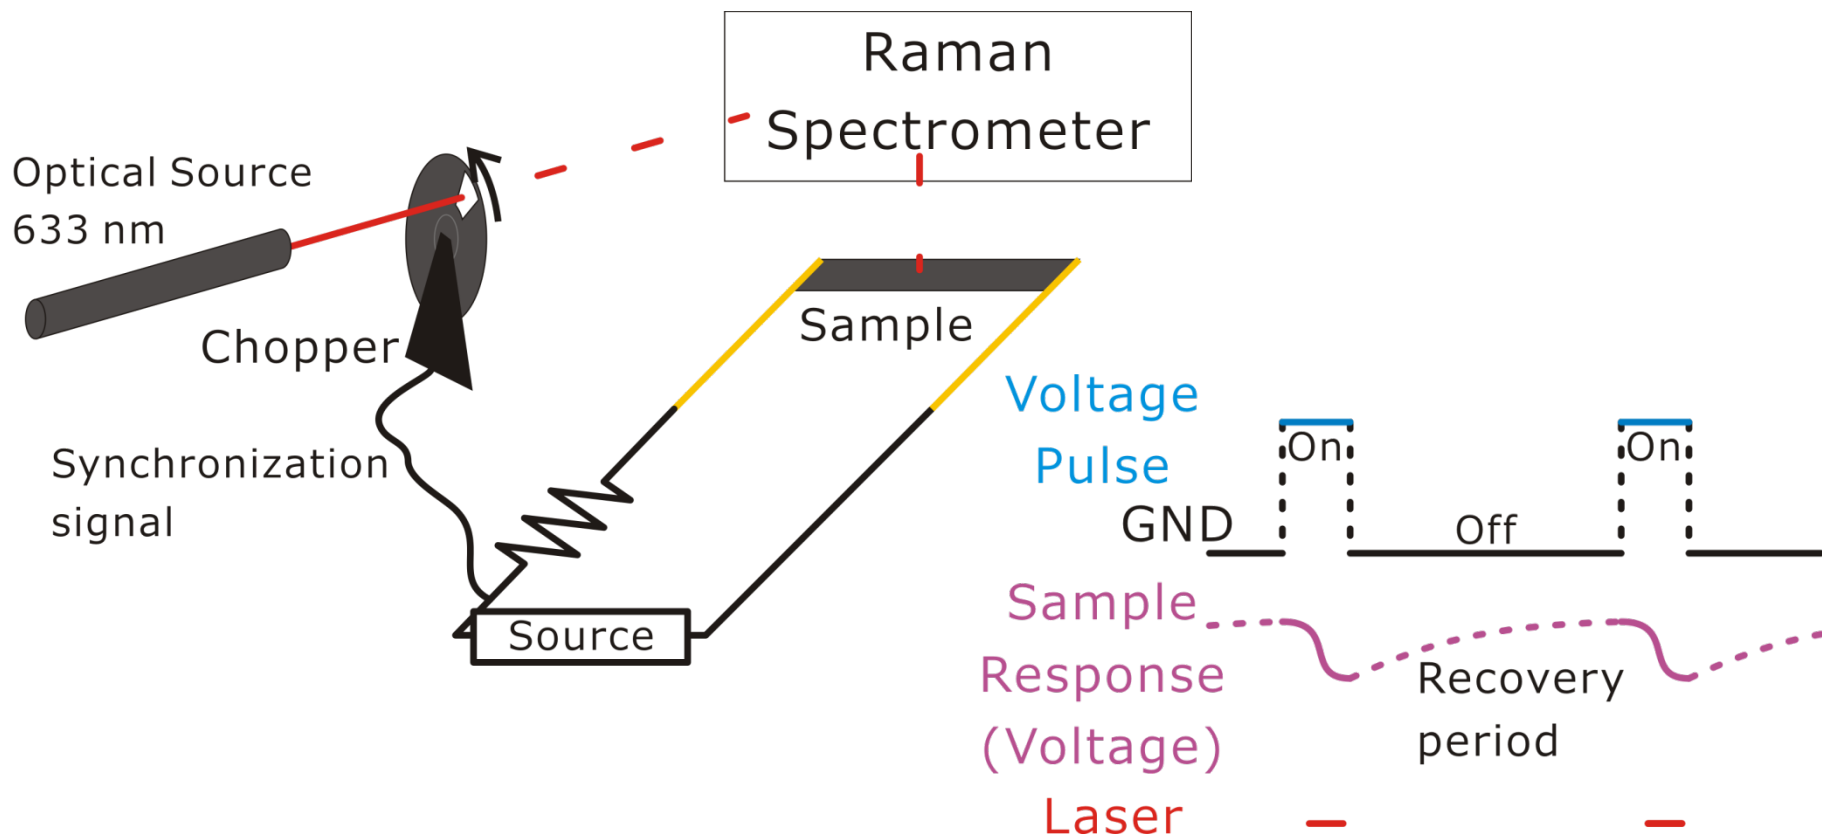 Raman
Spectrometer
Optical Source
633 nm
Chopper
Synchronization
signal
Source
Sample
Voltage
Pulse
GND
On
Off
On
Sample
Response
(Voltage)
Recovery
period
Laser